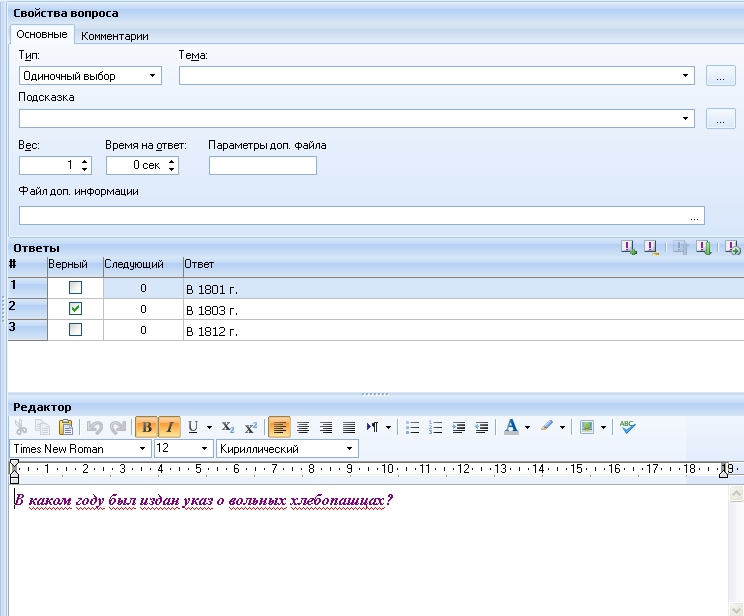 Свойства вопроса
Основные Комментарии
Тип: Тема:
Одиночный выбор ...
Подсказка
...
Вес: Время на ответ: Параметры доп. файла
1 0 сек
Файл доп. информации
...
Ответы
# Верный Следующий Ответ
1 0 В 1801 г.
2 0 В 1803 г.
3 0 В 1812 г.
Редактор
B I U x₂ x² A ABC
Times New Roman 12 Кириллический
1 2 3 4 5 6 7 8 9 10 11 12 13 14 15 16 17 18 19
В каком году был издан указ о вольных хлебопашцах?